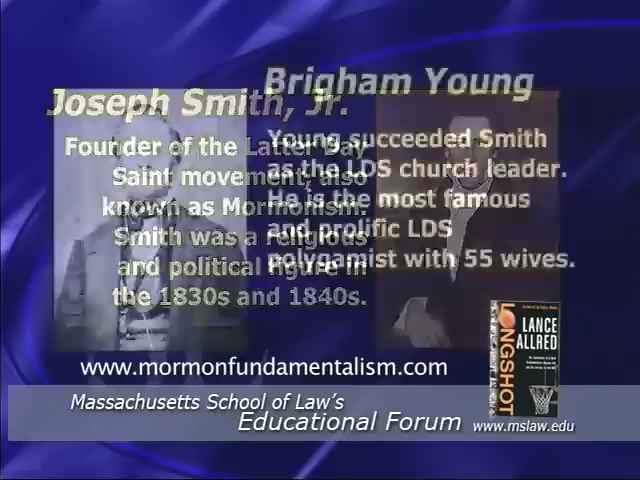 Brigham Young
Joseph Smith, Jr.
Founder of the Latter Day
Saint movement, also
known as Mormonism.
Smith was a religious
and political figure in
the 1830s and 1840s.
Young succeeded Smith
as the LDS church leader.
He is the most famous
and prolific LDS
polygamist with 55 wives.
www.mormonfundamentalism.com
LONGSHOT
LANCE
ALLRED
Massachusetts School of Law's
Educational Forum
www.mslaw.edu